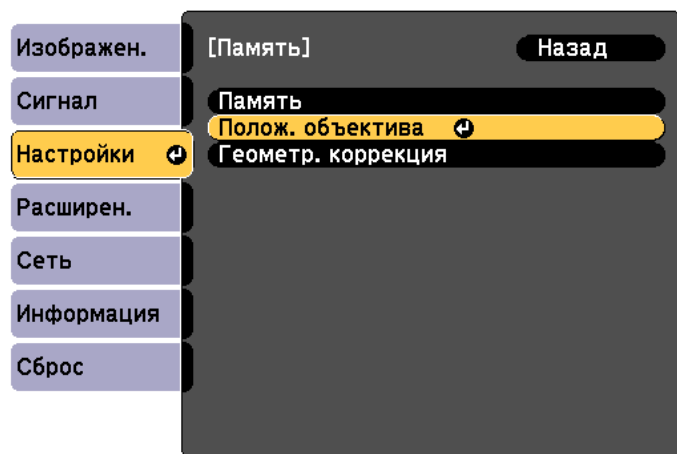 Изображен.
Сигнал
Настройки
Расширен.
Сеть
Информация
Сброс
[Память]
Назад
Память
Полож. объектива
Геометр. коррекция